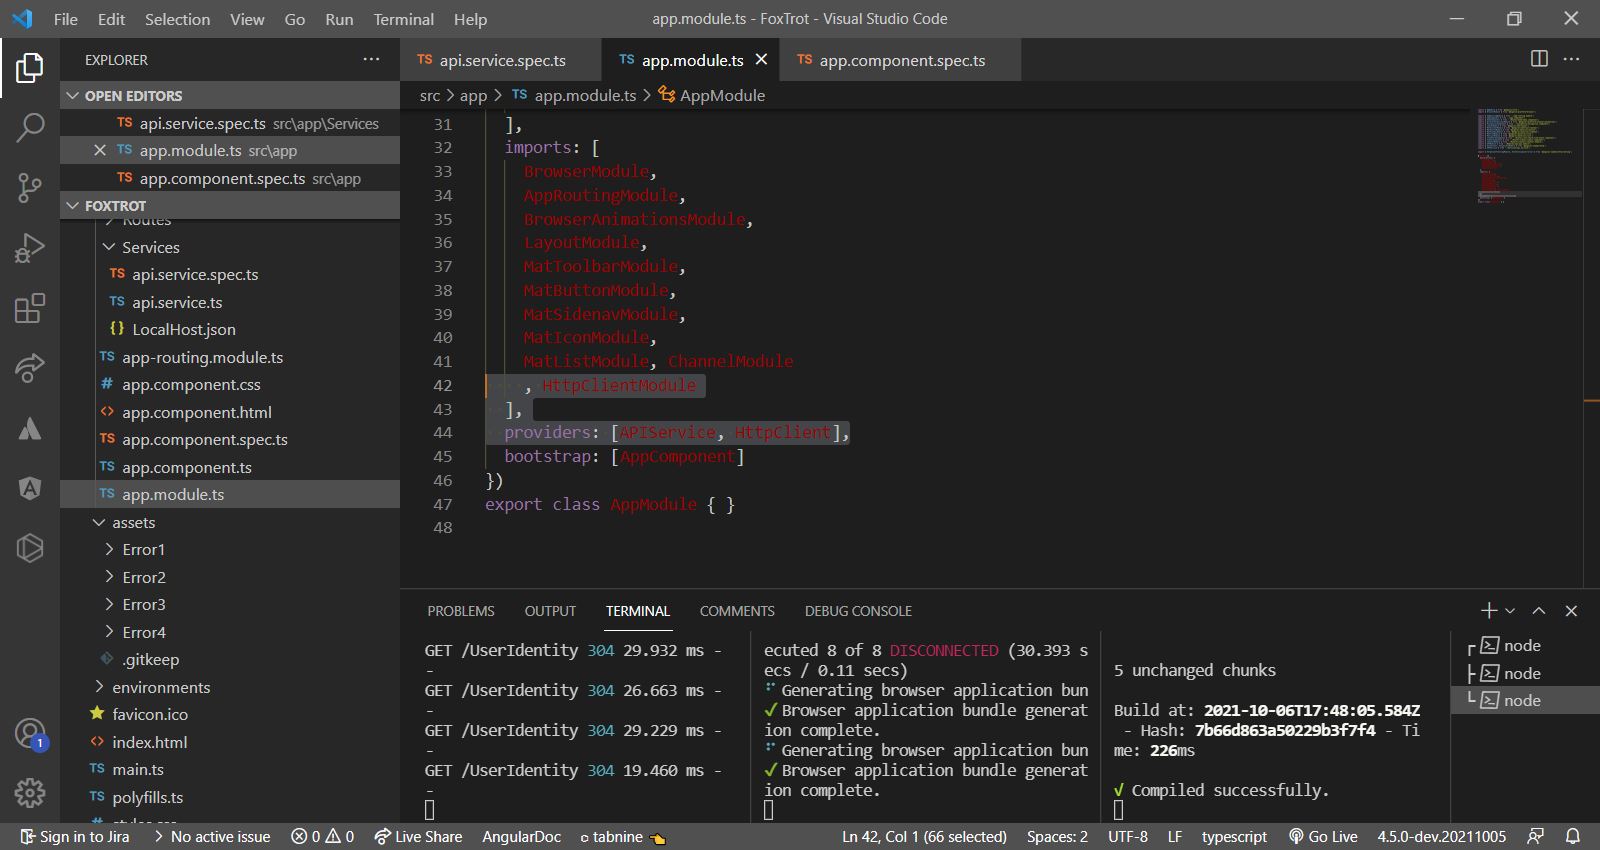 File Edit Selection View Go Run Terminal Help
app.module.ts - FoxTrot - Visual Studio Code
EXPLORER
OPEN EDITORS
TS api.service.spec.ts src\app\Services
TS app.module.ts src\app
TS app.component.spec.ts src\app
FOXTROT
Routes
Services
TS api.service.spec.ts
TS api.service.ts
{} LocalHost.json
TS app-routing.module.ts
# app.component.css
<> app.component.html
TS app.component.spec.ts
TS app.component.ts
TS app.module.ts
assets
Error1
Error2
Error3
Error4
.gitkeep
environments
favicon.ico
<> index.html
TS main.ts
TS polyfills.ts
TS api.service.spec.ts
TS app.module.ts
TS app.component.spec.ts
src > app > TS app.module.ts > AppModule
31 ],
32 imports: [
33 BrowserModule,
34 AppRoutingModule,
35 BrowserAnimationsModule,
36 LayoutModule,
37 MatToolbarModule,
38 MatButtonModule,
39 MatSidenavModule,
40 MatIconModule,
41 MatListModule, ChannelModule
42 , HttpClientModule
43 ],
44 providers: [APIService, HttpClient],
45 bootstrap: [AppComponent]
46 })
47 export class AppModule { }
48
PROBLEMS OUTPUT TERMINAL COMMENTS DEBUG CONSOLE
GET /UserIdentity 304 29.932 ms -
-
GET /UserIdentity 304 26.663 ms -
-
GET /UserIdentity 304 29.229 ms -
-
GET /UserIdentity 304 19.460 ms -
-
ecuted 8 of 8 DISCONNECTED (30.393 s
ecs / 0.11 secs)
Generating browser application bun
✓ Browser application bundle generat
ion complete.
Generating browser application bun
✓ Browser application bundle generat
ion complete.
5 unchanged chunks
Build at: 2021-10-06T17:48:05.584Z
- Hash: 7b66d863a50229b3f7f4 - Ti
me: 226ms
√ Compiled successfully.
node
node
node
1
Sign in to Jira No active issue 0 0 Live Share AngularDoc tabnine Ln 42, Col 1 (66 selected) Spaces: 2 UTF-8 LF typescript Go Live 4.5.0-dev.20211005